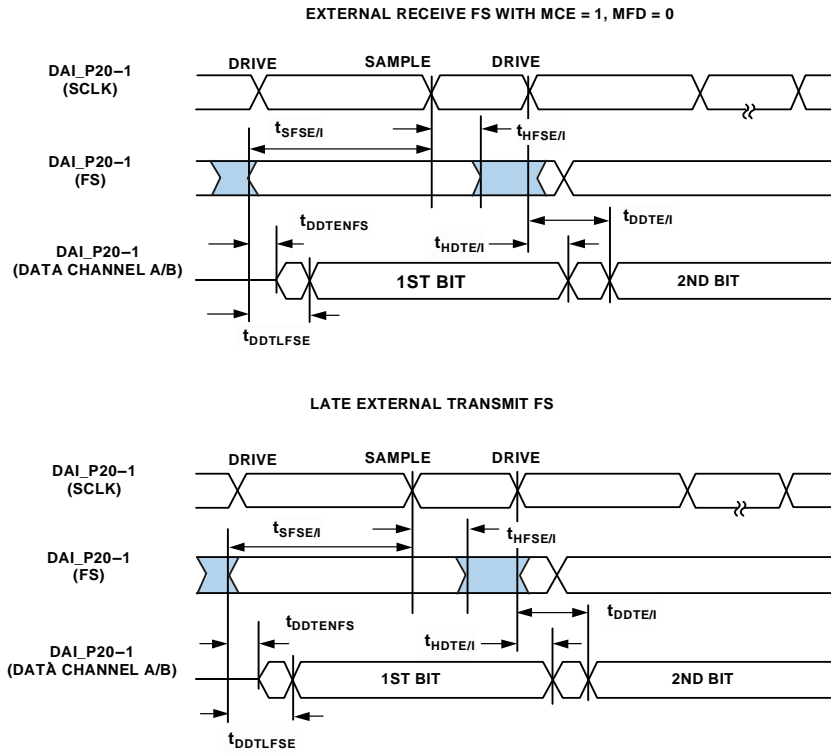 EXTERNAL RECEIVE FS WITH MCE = 1, MFD = 0
DAI_P20–1
(SCLK)
DRIVE
SAMPLE
DRIVE
tSFSE/I
tHFSE/I
DAI_P20–1
(FS)
tDDTENFS
tHDTE/I
tDDTE/I
DAI_P20–1
(DATA CHANNEL A/B)
1ST BIT
2ND BIT
tDDTLFSE
LATE EXTERNAL TRANSMIT FS
DAI_P20–1
(SCLK)
DRIVE
SAMPLE
DRIVE
tSFSE/I
tHFSE/I
DAI_P20–1
(FS)
tDDTENFS
tHDTE/I
tDDTE/I
DAI_P20–1
(DATA CHANNEL A/B)
1ST BIT
2ND BIT
tDDTLFSE